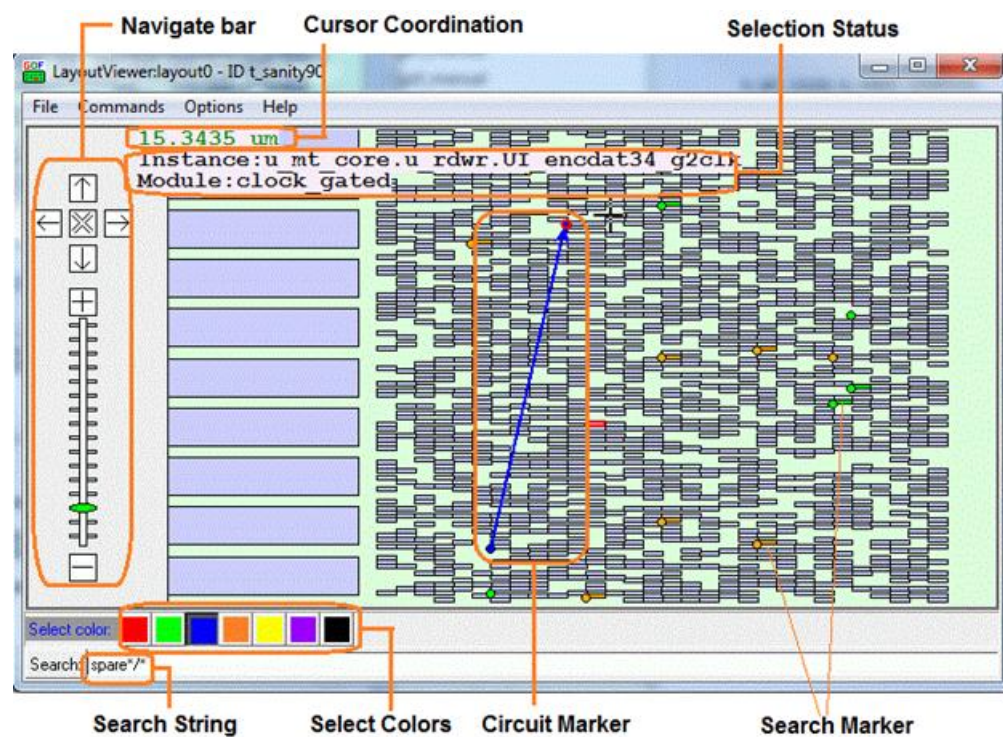 Navigate bar
Cursor Coordination
Selection Status
GOF
LayoutViewer:layout0 - ID t_sanity90
File Commands Options Help
15.3435 um
Instance:u_mt_core.u_rdwr.UI_encdat34_g2clk
Module:clock_gated
Select color:
Search: spare*/*
Search String
Select Colors
Circuit Marker
Search Marker